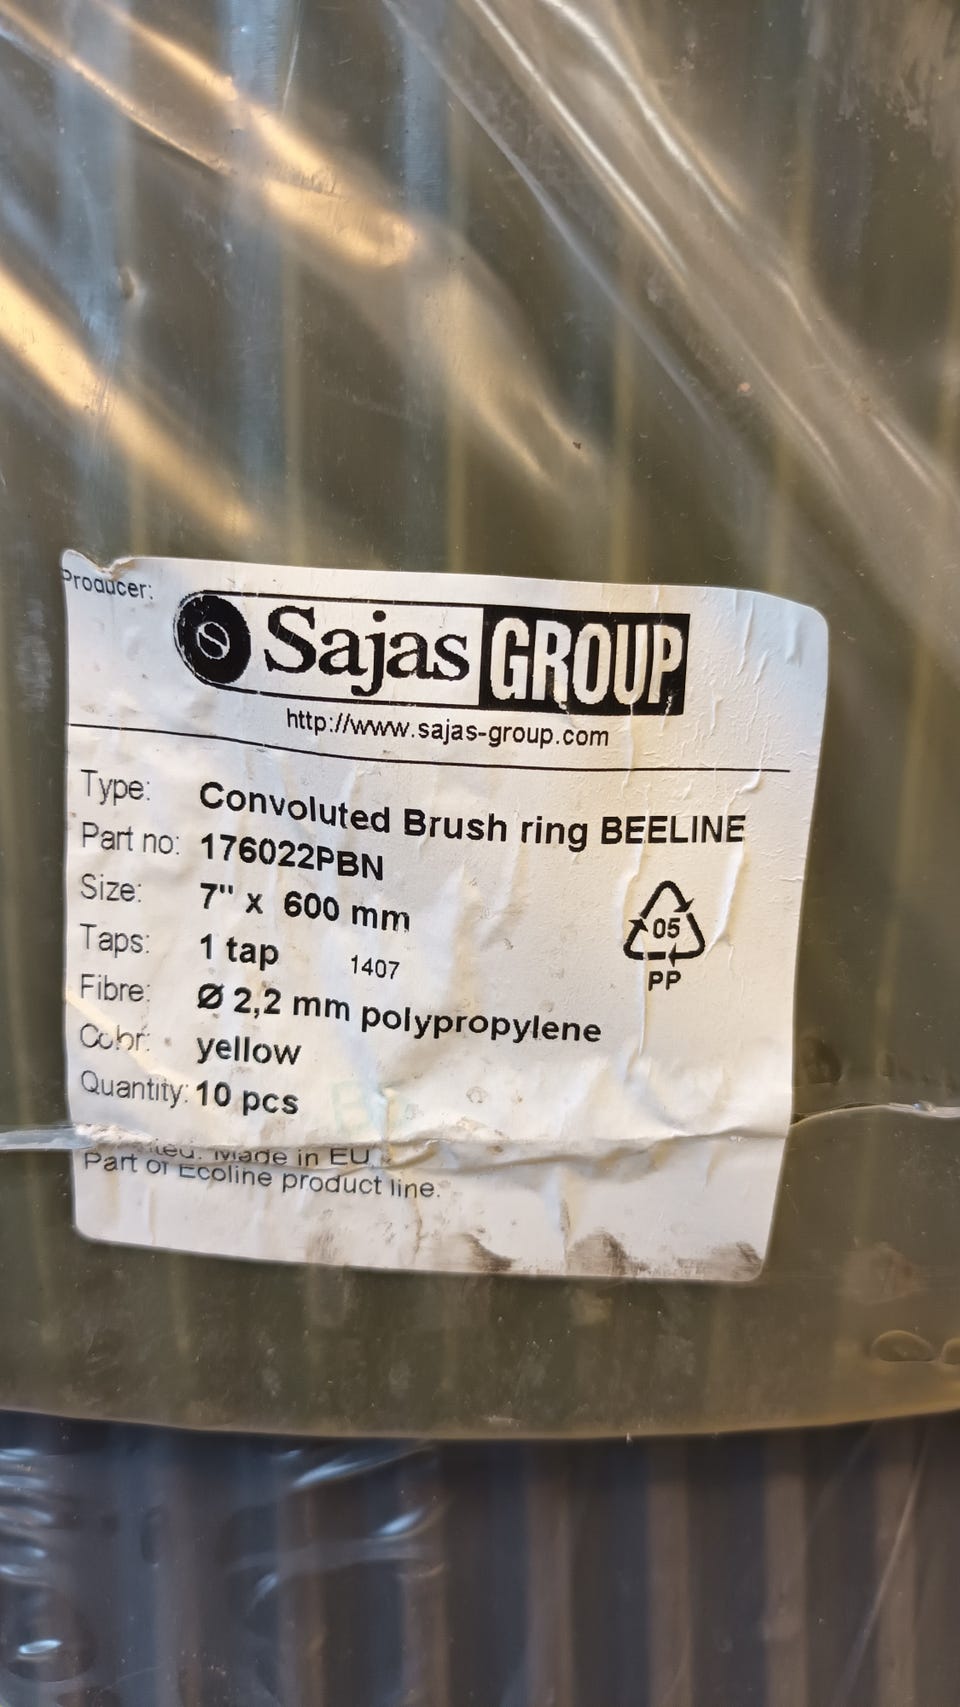 Producer:
S Sajas GROUP
http://www.sajas-group.com
Type: Convoluted Brush ring BEELINE
Part no: 176022PBN
Size: 7" x 600 mm
Taps: 1 tap 1407
Fibre: Ø 2,2 mm polypropylene
Color: yellow
Quantity: 10 pcs
05
PP
Made in EU
Part of Ecoline product line.